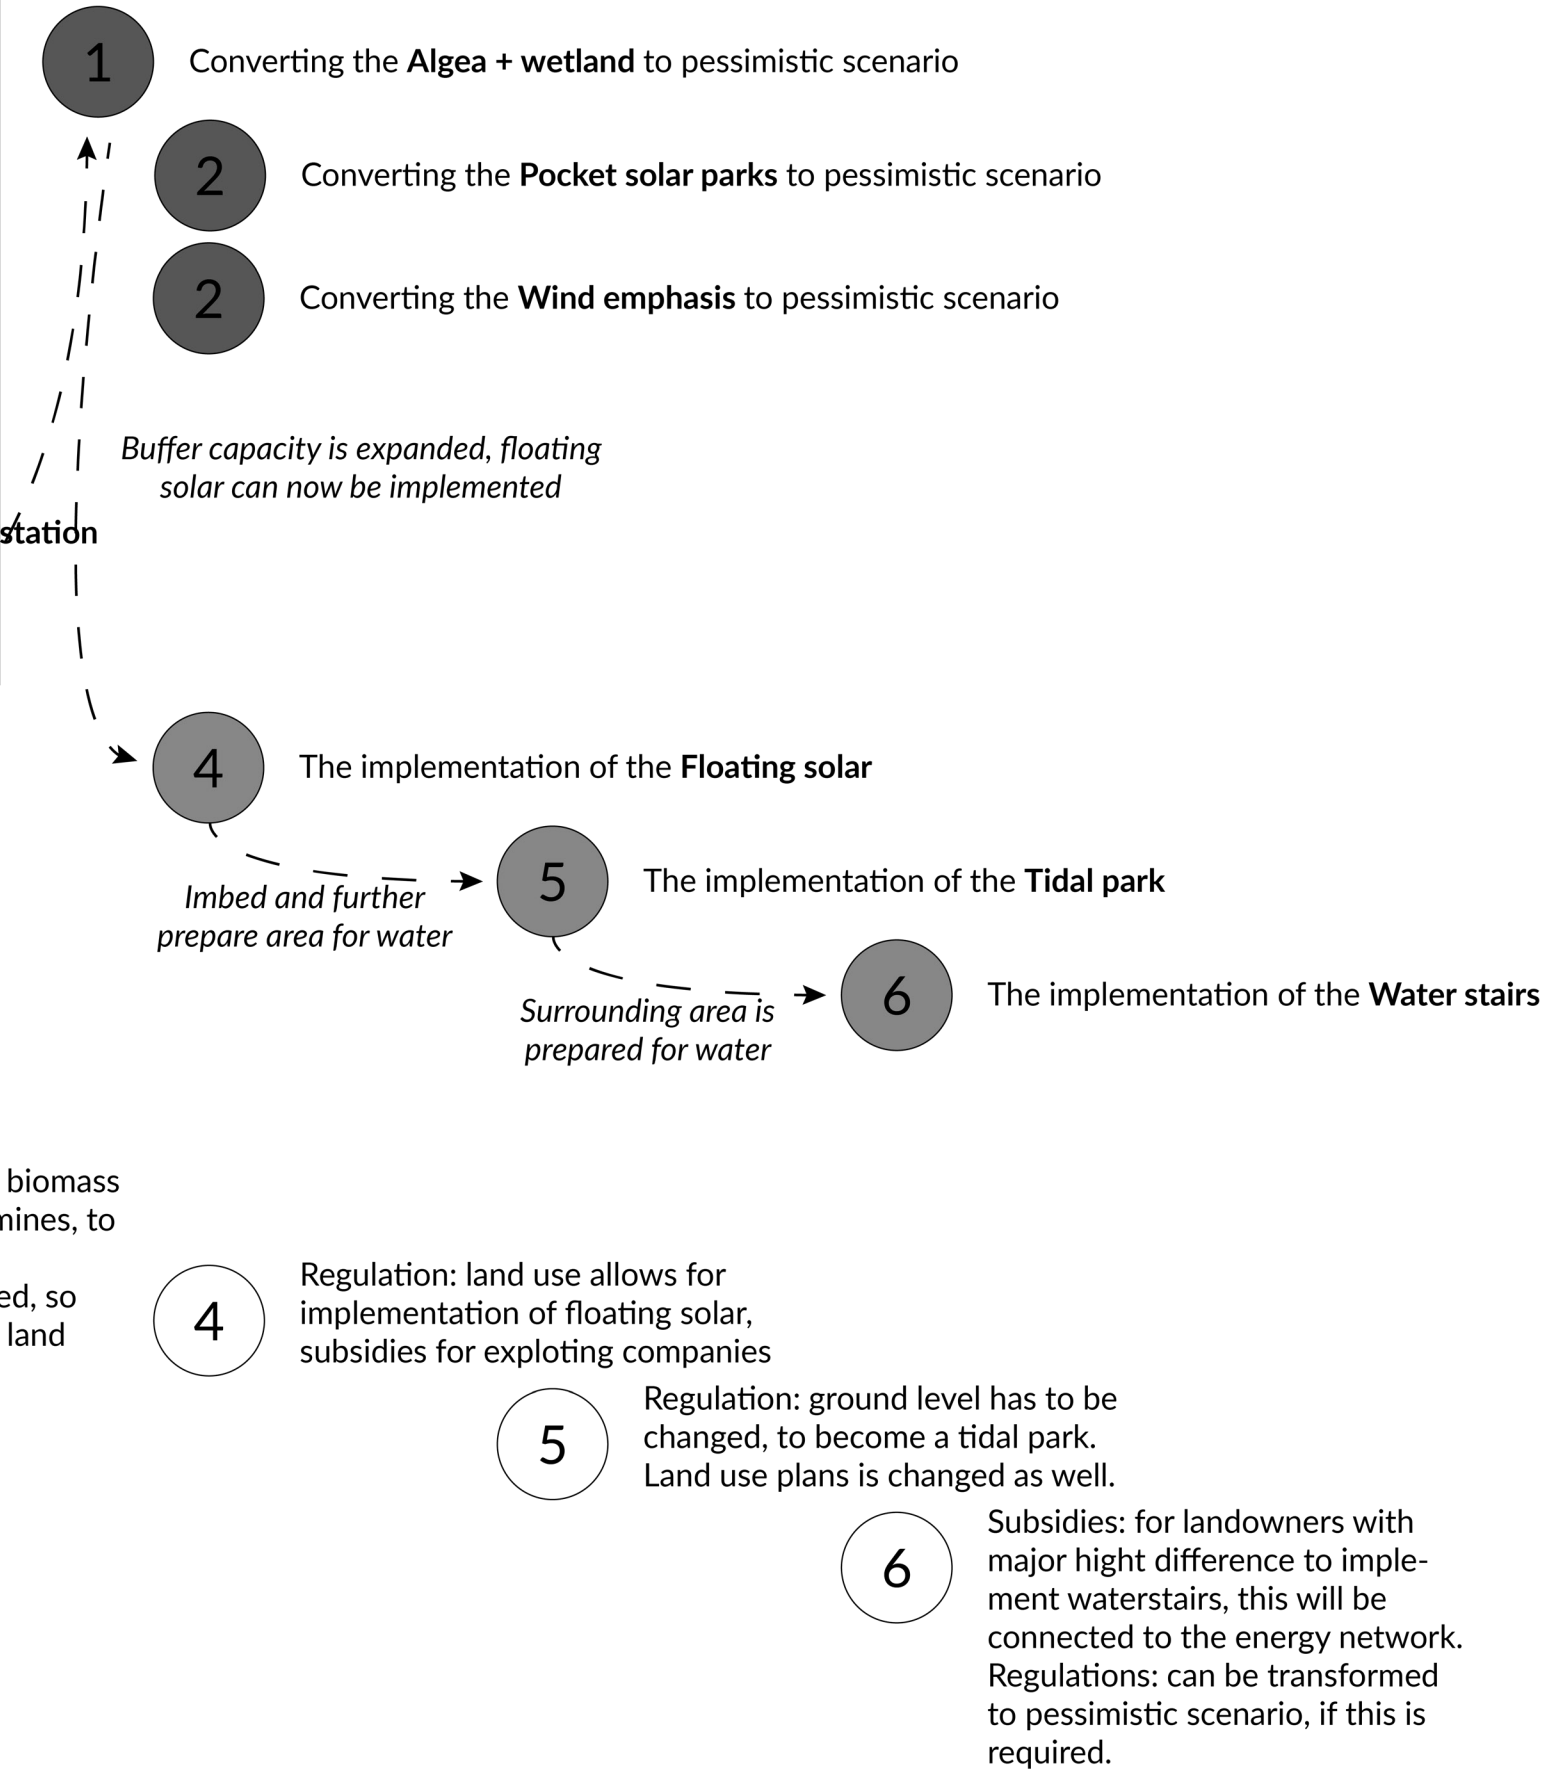 1
Converting the Algea + wetland to pessimistic scenario
2
Converting the Pocket solar parks to pessimistic scenario
2
Converting the Wind emphasis to pessimistic scenario
Buffer capacity is expanded, floating
solar can now be implemented
station
4
The implementation of the Floating solar
Imbed and further
prepare area for water
5
The implementation of the Tidal park
Surrounding area is
prepared for water
6
The implementation of the Water stairs
biomass
to
so
land
4
Regulation: land use allows for
implementation of floating solar,
subsidies for exploting companies
5
Regulation: ground level has to be
changed, to become a tidal park.
Land use plans is changed as well.
6
Subsidies: for landowners with
major hight difference to imple-
ment waterstairs, this will be
connected to the energy network.
Regulations: can be transformed
to pessimistic scenario, if this is
required.